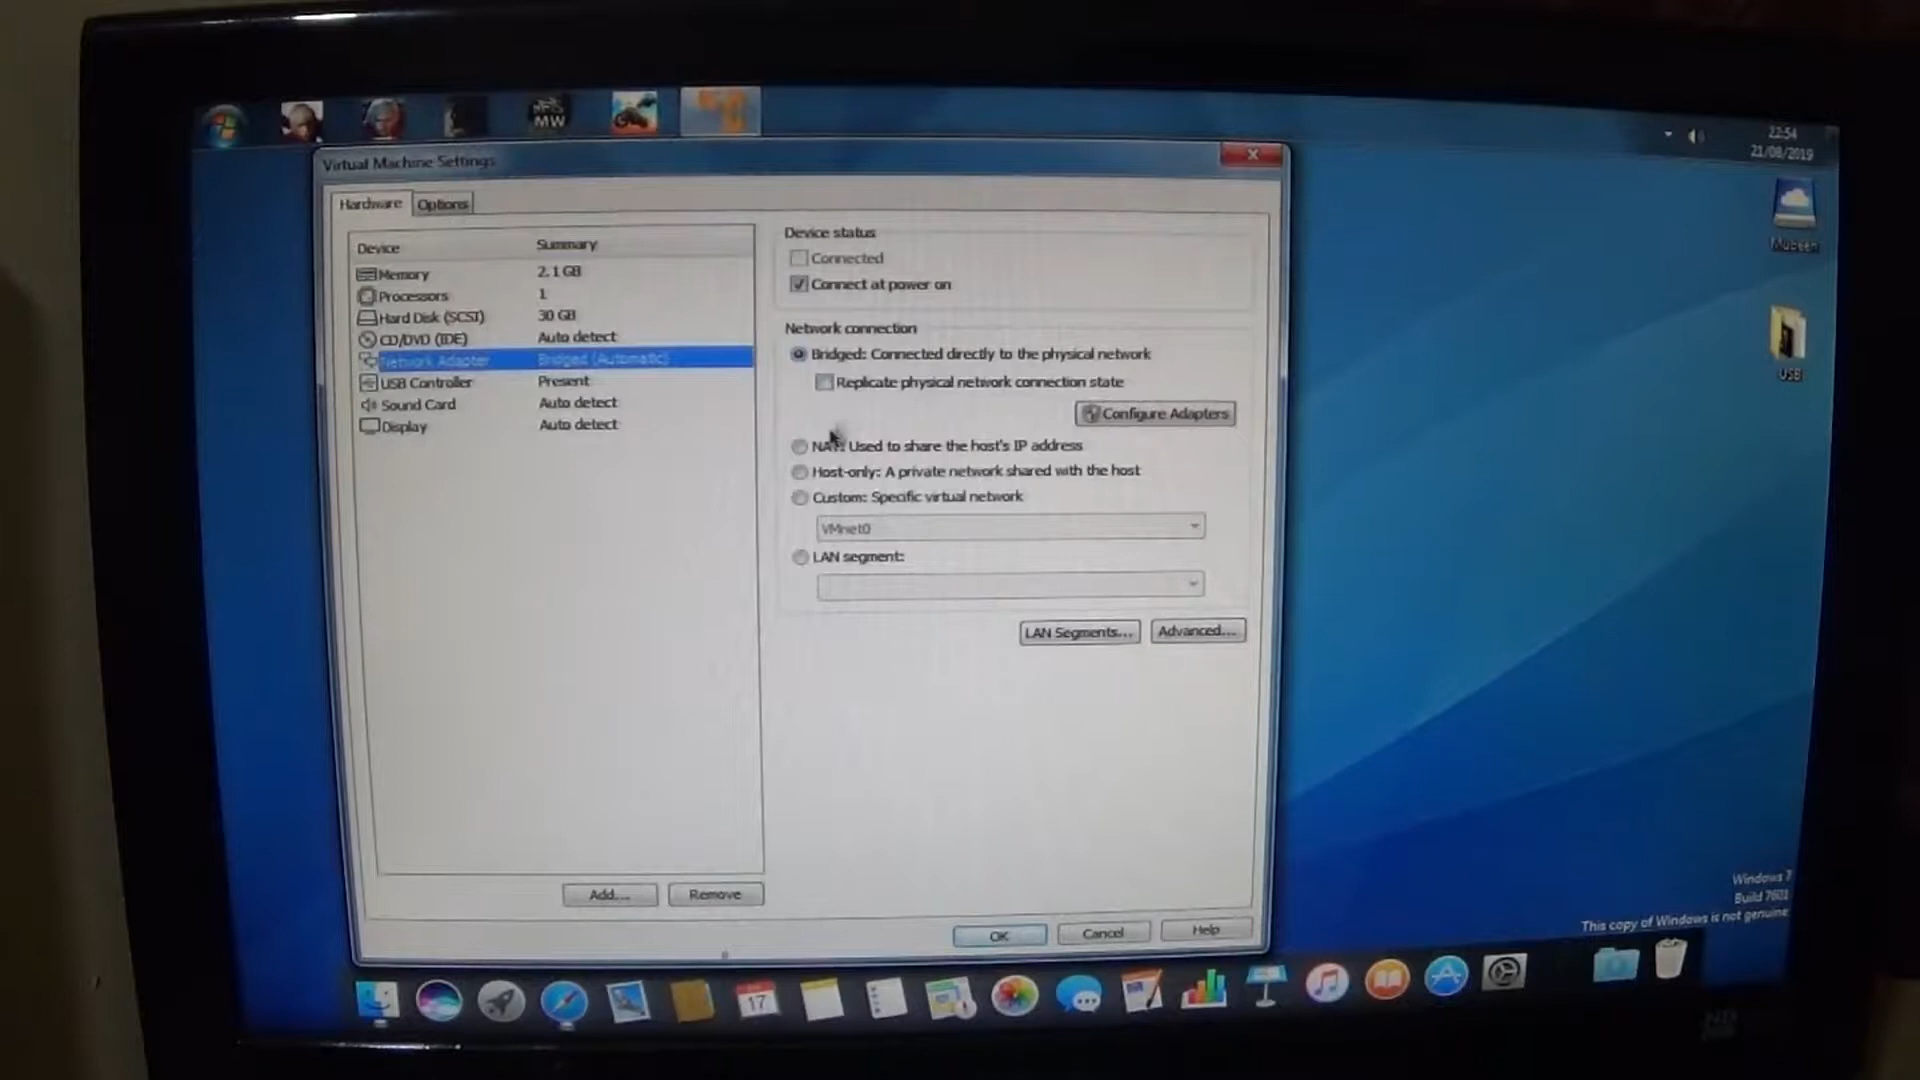 MW
22:54
21/08/2019
Virtual Machine Settings
Hardware
Options
Device
Summary
Memory
2.1 GB
Processors
1
Hard Disk (SCSI)
30 GB
CD/DVD (IDE)
Auto detect
Network Adapter
Bridged (Automatic)
USB Controller
Present
Sound Card
Auto detect
Display
Auto detect
Device status
Connected
Connect at power on
Network connection
Bridged: Connected directly to the physical network
Replicate physical network connection state
Configure Adapters
NAT: Used to share the host's IP address
Host-only: A private network shared with the host
Custom: Specific virtual network
VMnet0
LAN segment:
LAN Segments...
Advanced...
Add...
Remove
OK
Cancel
Help
Mubeen
USB
Windows 7
Build 7601
This copy of Windows is not genuine
17